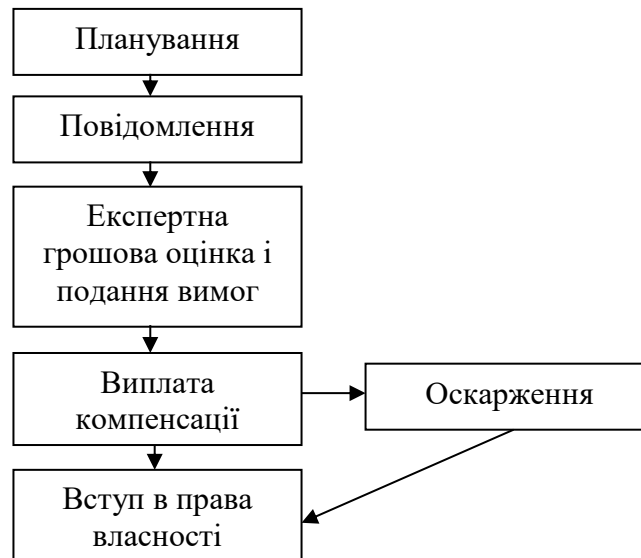 Планування
Повідомлення
Експертна
грошова оцінка і
подання вимог
Виплата
компенсації
Оскарження
Вступ в права
власності